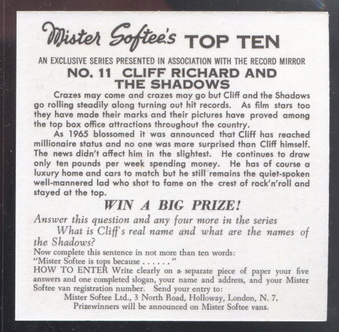 Mister Softee's TOP TEN
AN EXCLUSIVE SERIES PRESENTED IN ASSOCIATION WITH THE RECORD MIRROR
NO. 11 CLIFF RICHARD AND
THE SHADOWS
Crazes may come and crazes may go but Cliff and the Shadows
go rolling steadily along turning out hit records. As film stars too
they have made their marks and their pictures have proved among
the top box office attractions throughout the country.
As 1965 blossomed it was announced that Cliff has reached
millionaire status and no one was more surprised than Cliff himself.
The news didn't affect him in the slightest. He continues to draw
only ten pounds per week spending money. He has of course a
luxury home and cars to match but he still remains the quiet-spoken
well-mannered lad who shot to fame on the crest of rock'n'roll and
stayed at the top.
WIN A BIG PRIZE!
Answer this question and any four more in the series
What is Cliff's real name and what are the names of
the Shadows?
Now complete this sentence in not more than ten words:
"Mister Softee is tops because . . . . . ."
HOW TO ENTER Write clearly on a separate piece of paper your five
answers and one completed slogan, your name and address, and your Mister
Softee van registration number. Send your entry to:
Mister Softee Ltd., 3 North Road, Holloway, London, N. 7.
Prizewinners will be announced on Mister Softee vans.